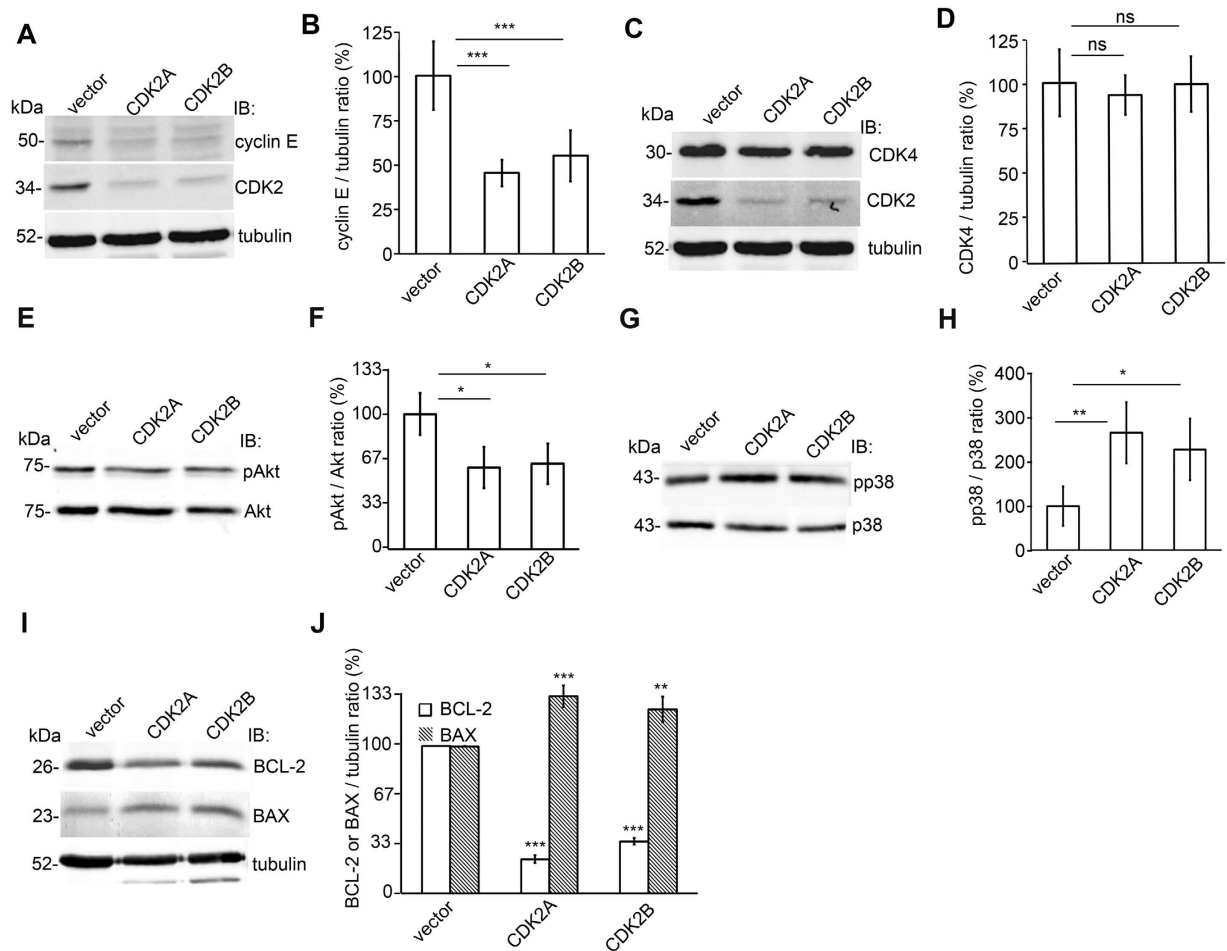 A
kDa
vector
CDK2A
CDK2B
IB:
50-
cyclin E
34-
CDK2
52-
tubulin
B
cyclin E / tubulin ratio (%)
125
100
75
50
25
0
***
***
vector
CDK2A
CDK2B
C
kDa
vector
CDK2A
CDK2B
IB:
30-
CDK4
34-
CDK2
52-
tubulin
D
CDK4 / tubulin ratio (%)
125
100
75
50
25
0
ns
ns
vector
CDK2A
CDK2B
E
kDa
vector
CDK2A
CDK2B
IB:
75-
pAkt
75-
Akt
F
pAkt / Akt ratio (%)
133
100
67
33
0
*
*
vector
CDK2A
CDK2B
G
kDa
vector
CDK2A
CDK2B
IB:
43-
pp38
43-
p38
H
pp38 / p38 ratio (%)
400
300
200
100
0
*
**
vector
CDK2A
CDK2B
I
kDa
vector
CDK2A
CDK2B
IB:
26-
BCL-2
23-
BAX
52-
tubulin
J
BCL-2 or BAX / tubulin ratio (%)
133
100
67
33
0
BCL-2
BAX
***
***
**
***
vector
CDK2A
CDK2B